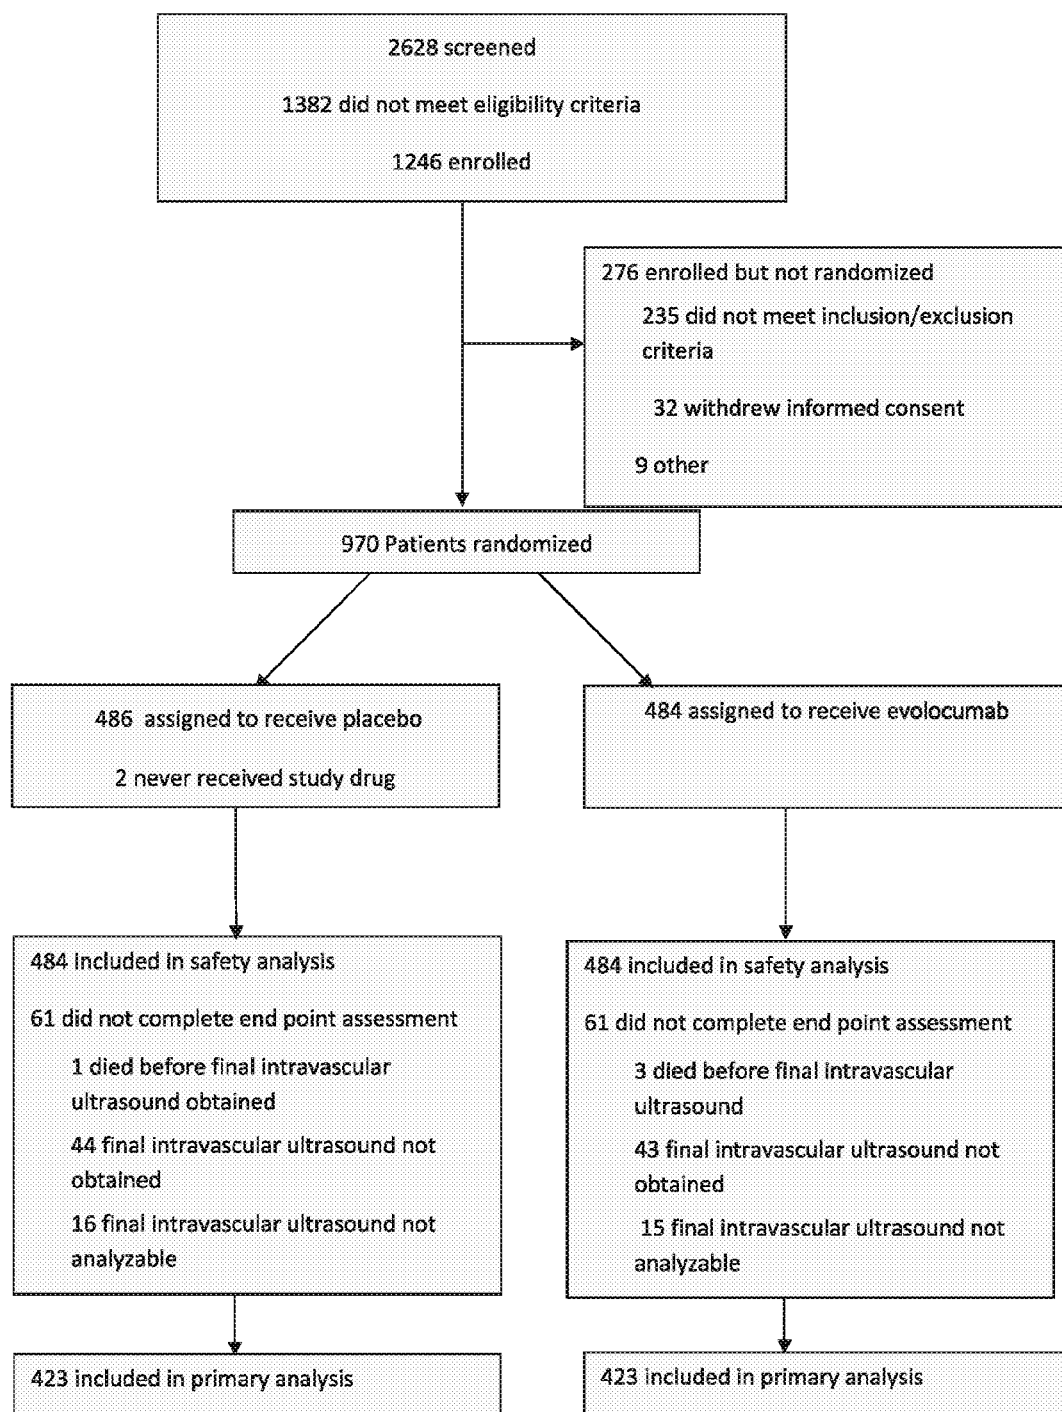 2628 screened
1382 did not meet eligibility criteria
1246 enrolled
276 enrolled but not randomized
235 did not meet inclusion/exclusion
criteria
32 withdrew informed consent
9 other
970 Patients randomized
486 assigned to receive placebo
2 never received study drug
484 assigned to receive evolocumab
484 included in safety analysis
61 did not complete end point assessment
1 died before final intravascular
ultrasound obtained
44 final intravascular ultrasound not
obtained
16 final intravascular ultrasound not
analyzable
484 included in safety analysis
61 did not complete end point assessment
3 died before final intravascular
ultrasound
43 final intravascular ultrasound not
obtained
15 final intravascular ultrasound not
analyzable
423 included in primary analysis
423 included in primary analysis